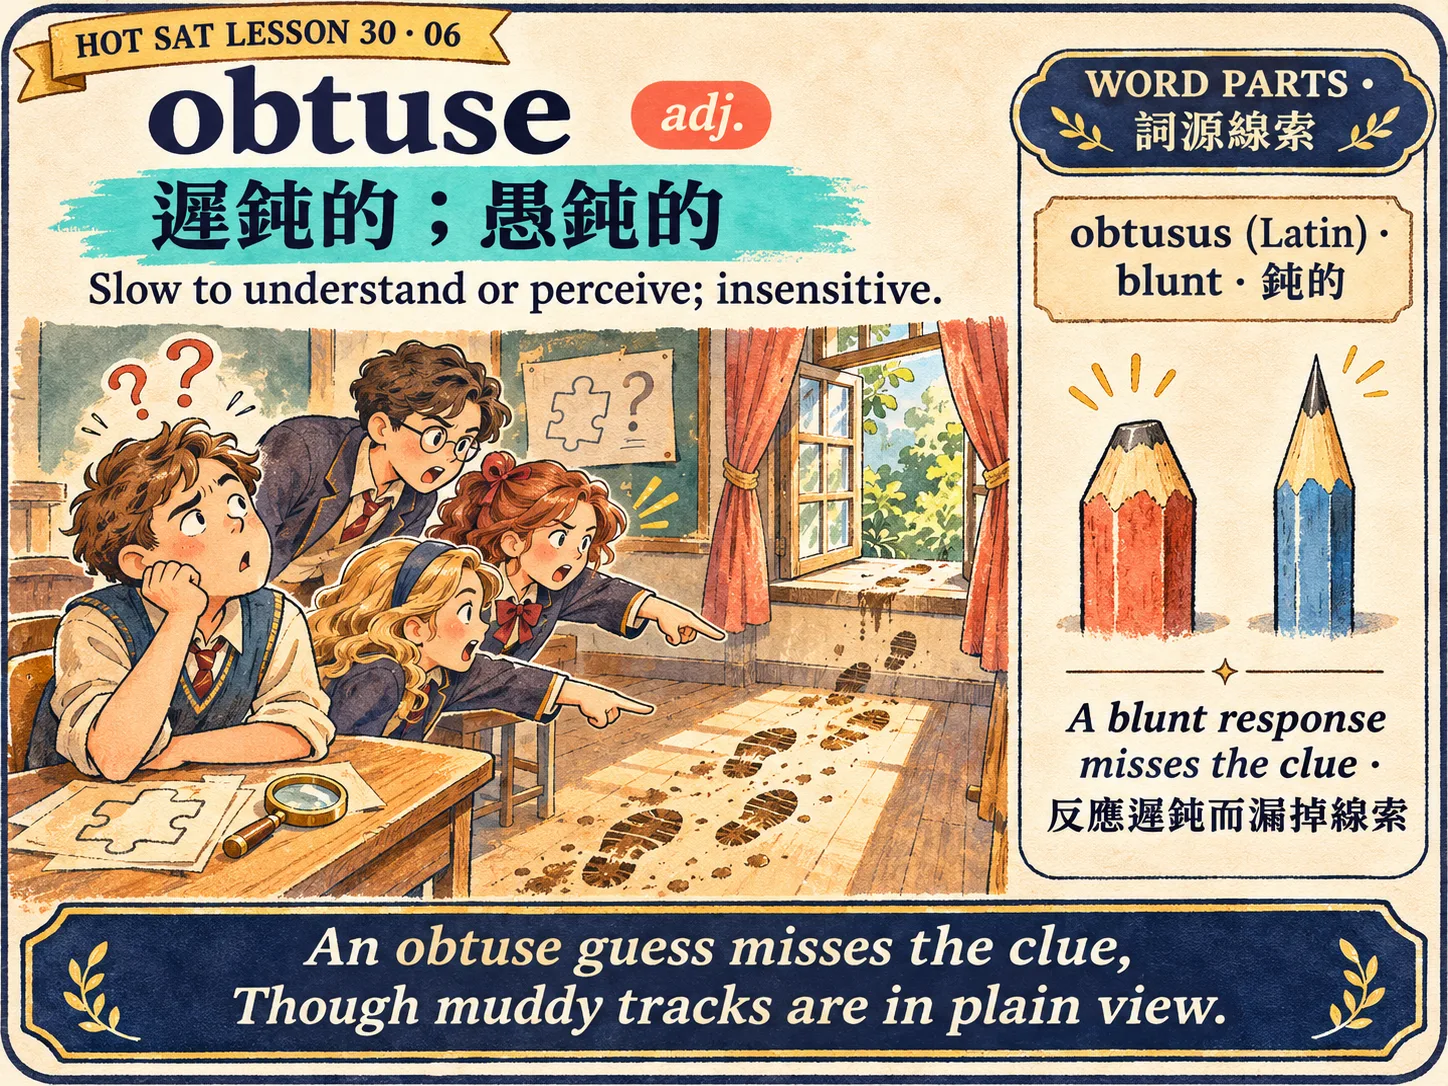 HOT SAT LESSON 30 · 06
obtuse
adj.
遲鈍的；愚鈍的
Slow to understand or perceive; insensitive.
? ?
?
WORD PARTS ·
詞源線索
obtusus (Latin) ·
blunt · 鈍的
A blunt response
misses the clue ·
反應遲鈍而漏掉線索
An obtuse guess misses the clue,
Though muddy tracks are in plain view.